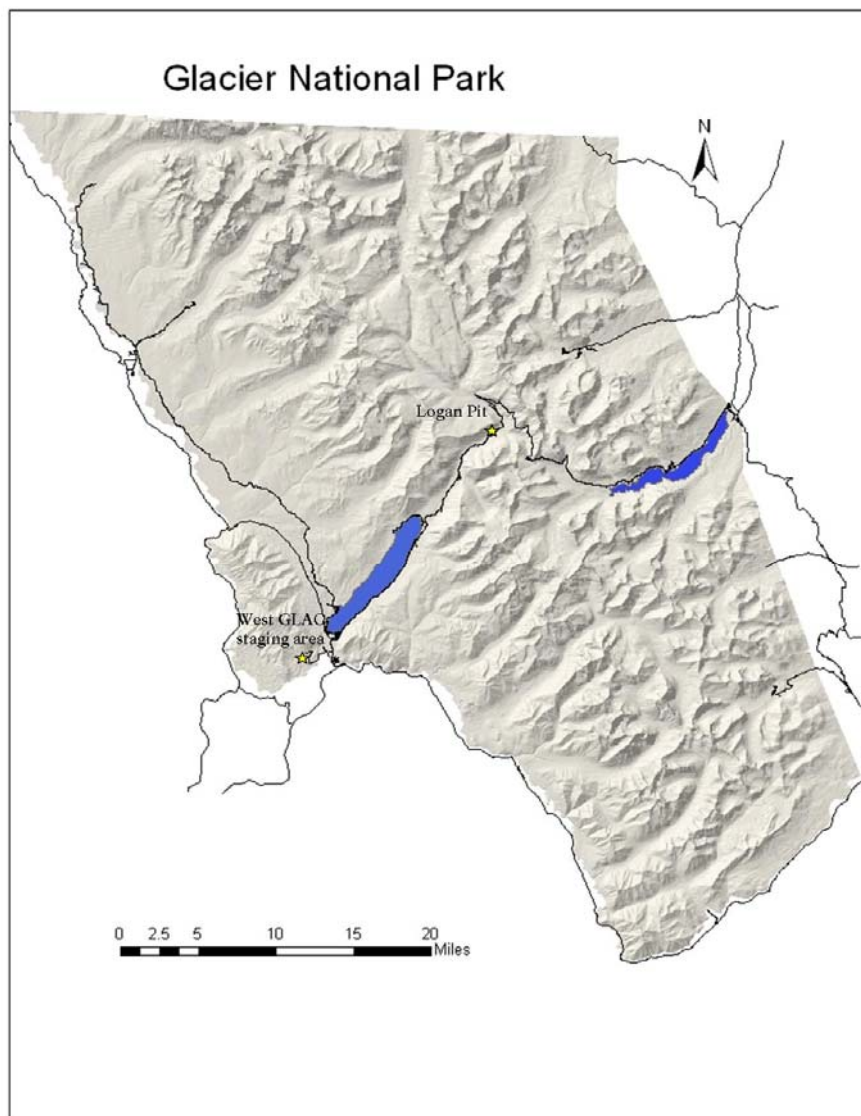 Glacier National Park
N
Logan Pit
West GLAC
staging area
0 2.5 5 10 15 20
Miles